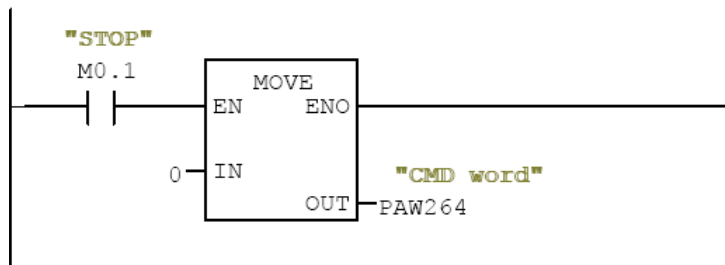 "STOP"
M0.1
MOVE
EN ENO
0 IN
"CMD word"
OUT PAW264